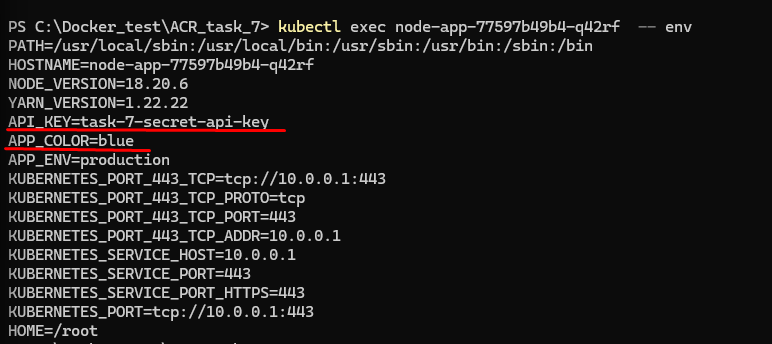 PS C:\Docker_test\ACR_task_7> kubectl exec node-app-77597b49b4-q42rf  -- env
PATH=/usr/local/sbin:/usr/local/bin:/usr/sbin:/usr/bin:/sbin:/bin
HOSTNAME=node-app-77597b49b4-q42rf
NODE_VERSION=18.20.6
YARN_VERSION=1.22.22
API_KEY=task-7-secret-api-key
APP_COLOR=blue
APP_ENV=production
KUBERNETES_PORT_443_TCP=tcp://10.0.0.1:443
KUBERNETES_PORT_443_TCP_PROTO=tcp
KUBERNETES_PORT_443_TCP_PORT=443
KUBERNETES_PORT_443_TCP_ADDR=10.0.0.1
KUBERNETES_SERVICE_HOST=10.0.0.1
KUBERNETES_SERVICE_PORT=443
KUBERNETES_SERVICE_PORT_HTTPS=443
KUBERNETES_PORT=tcp://10.0.0.1:443
HOME=/root